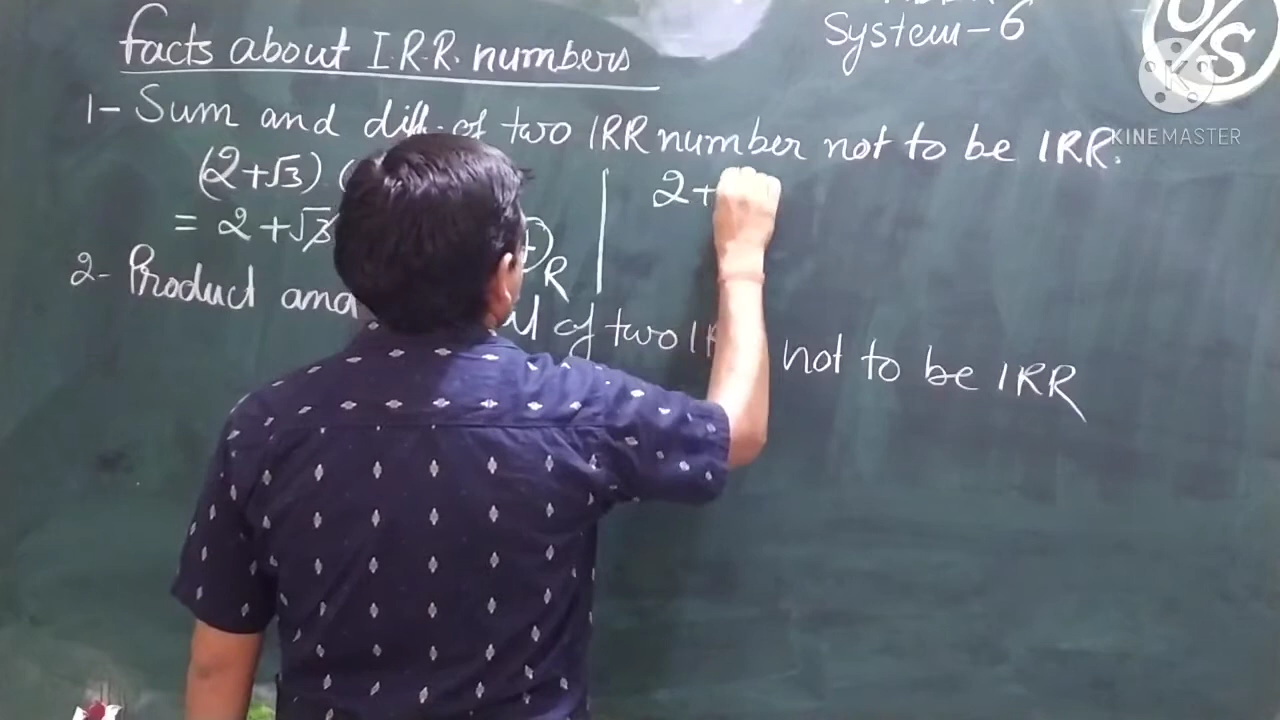 System-6
O/S
facts about I.R.R. numbers
KINEMASTER
1- Sum and diff. of two IRR number not to be IRR.
(2+√3) (
2+
= 2+√3
R
2- Product and of two not to be IRR